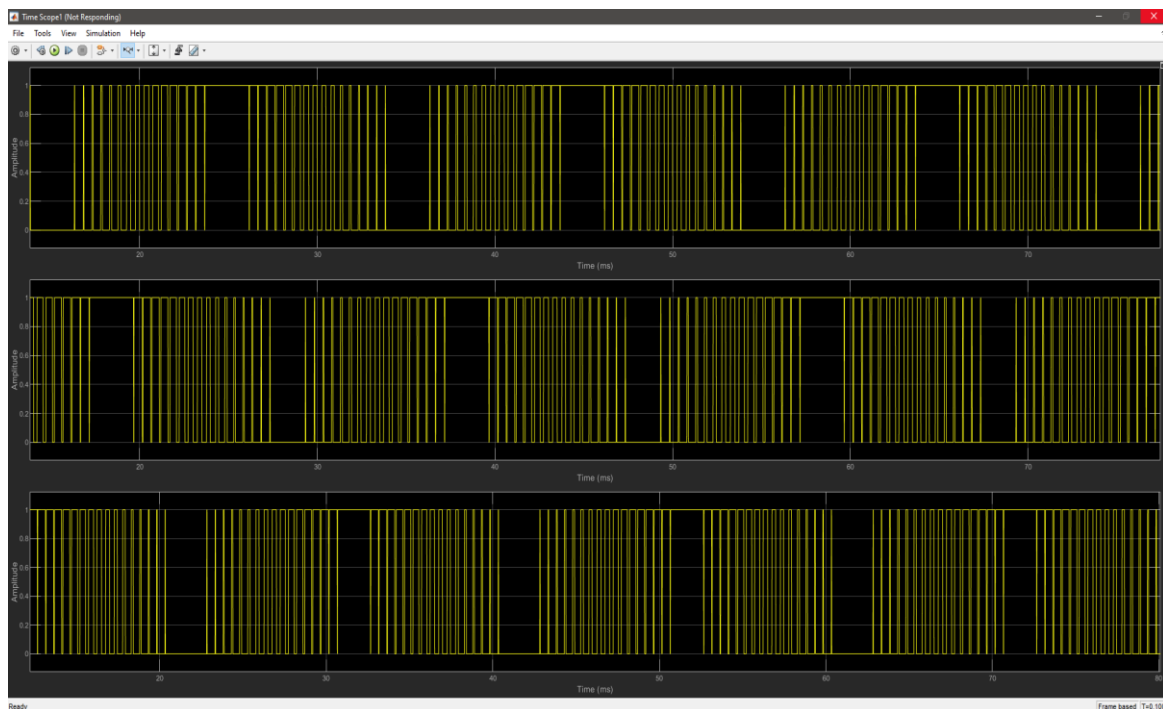 Time Scope1 (Not Responding)
File Tools View Simulation Help
1
0.8
0.6
0.4
0.2
0
Amplitude
20 30 40 50 60 70
Time (ms)
1
0.8
0.6
0.4
0.2
0
Amplitude
20 30 40 50 60 70
Time (ms)
1
0.8
0.6
0.4
0.2
0
Amplitude
20 30 40 50 60 70 80
Time (ms)
Ready Frame based